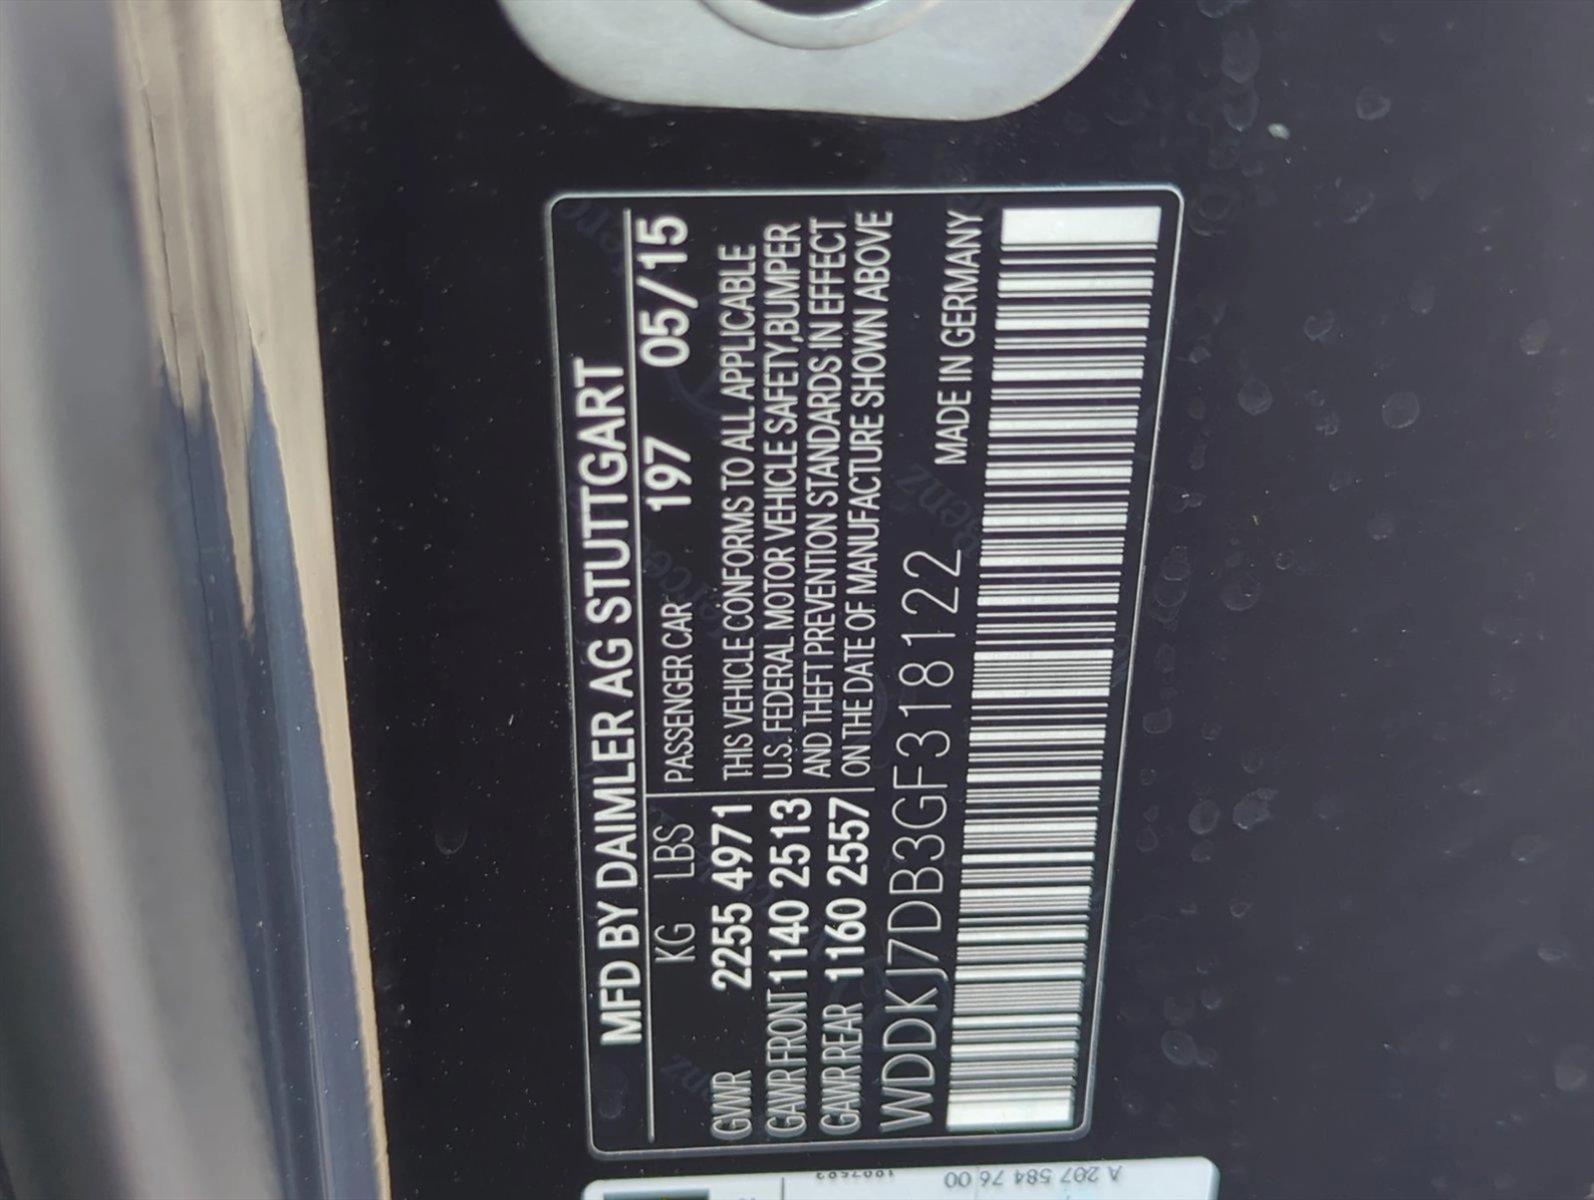 MFD BY DAIMLER AG STUTTGART
KG LBS PASSENGER CAR 197 05/15
GVWR 2255 4971 THIS VEHICLE CONFORMS TO ALL APPLICABLE
GAWR FRONT 1140 2513 U.S. FEDERAL MOTOR VEHICLE SAFETY,BUMPER
GAWR REAR 1160 2557 AND THEFT PREVENTION STANDARDS IN EFFECT
ON THE DATE OF MANUFACTURE SHOWN ABOVE
WDDKJ7DB3GF318122 MADE IN GERMANY
A 207 584 76 00